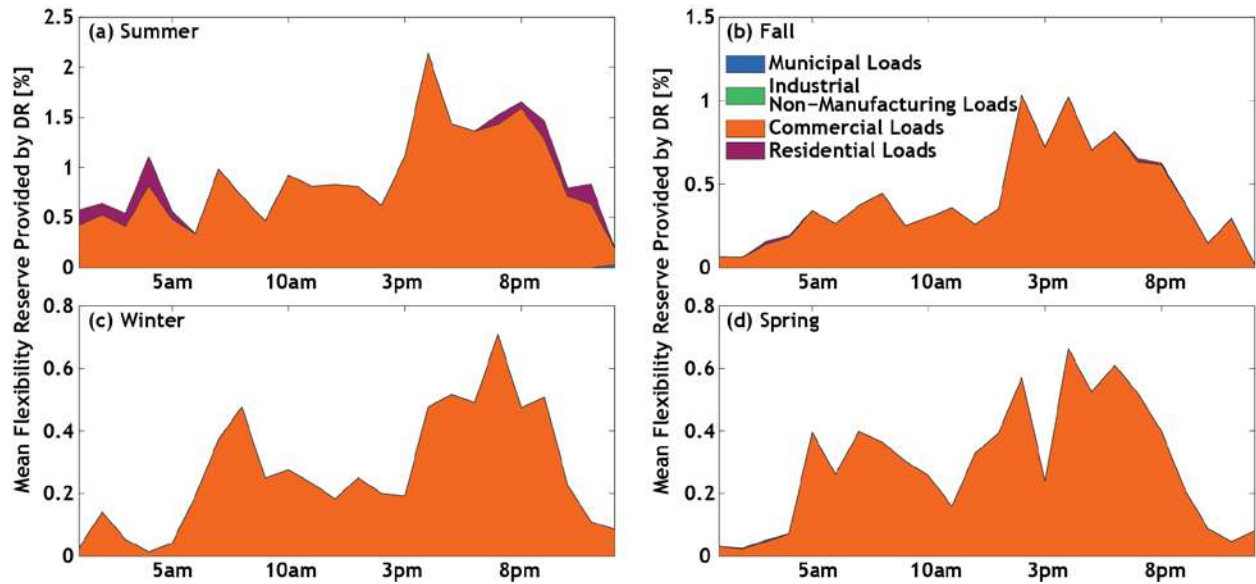 Mean Flexibility Reserve Provided by DR [%]
(a) Summer
2.5
2
1.5
1
0.5
0
5am
10am
3pm
8pm
Mean Flexibility Reserve Provided by DR [%]
(b) Fall
1.5
1
0.5
0
Municipal Loads
Industrial
Non-Manufacturing Loads
Commercial Loads
Residential Loads
5am
10am
3pm
8pm
(c) Winter
0.8
0.6
0.4
0.2
0
5am
10am
3pm
8pm
(d) Spring
0.8
0.6
0.4
0.2
0
5am
10am
3pm
8pm